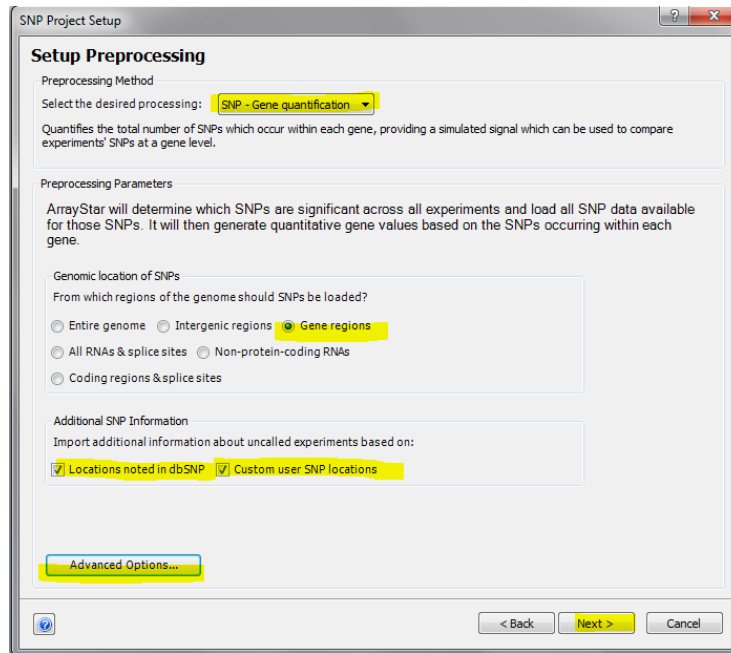 SNP Project Setup
Setup Preprocessing
Preprocessing Method
Select the desired processing: SNP - Gene quantification
Quantifies the total number of SNPs which occur within each gene, providing a simulated signal which can be used to compare
experiments' SNPs at a gene level.
Preprocessing Parameters
ArrayStar will determine which SNPs are significant across all experiments and load all SNP data available
for those SNPs. It will then generate quantitative gene values based on the SNPs occurring within each
gene.
Genomic location of SNPs
From which regions of the genome should SNPs be loaded?
Entire genome Intergenic regions Gene regions
All RNAs & splice sites Non-protein-coding RNAs
Coding regions & splice sites
Additional SNP Information
Import additional information about uncalled experiments based on:
Locations noted in dbSNP Custom user SNP locations
Advanced Options...
< Back Next > Cancel